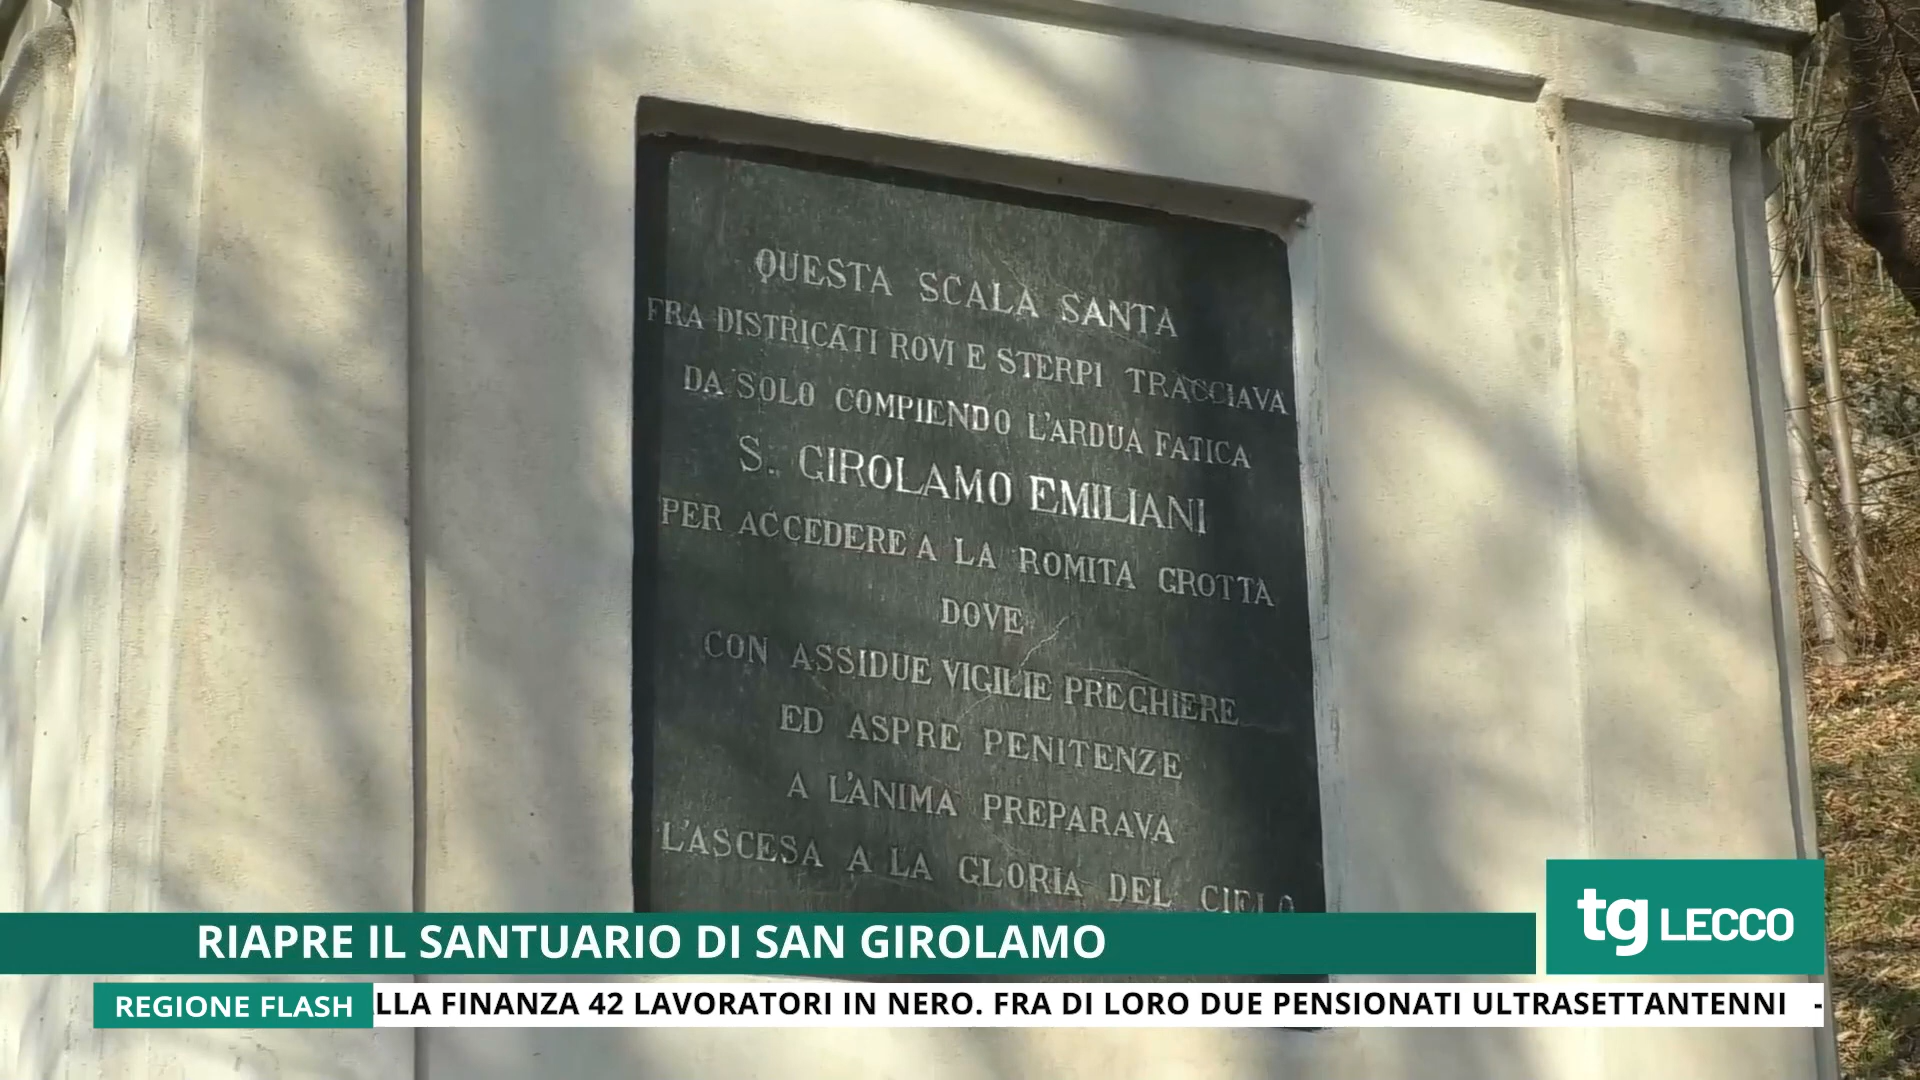 QUESTA SCALA SANTA
FRA DISTRICATI ROVI E STERPI TRACCIAVA
DA SOLO COMPIENDO L'ARDUA FATICA
S. GIROLAMO EMILIANI
PER ACCEDERE A LA ROMITA GROTTA
DOVE
CON ASSIDUE VIGILIE PREGHIERE
ED ASPRE PENITENZE
A L'ANIMA PREPARAVA
L'ASCESA A LA GLORIA DEL CIELO
RIAPRE IL SANTUARIO DI SAN GIROLAMO
tg LECCO
REGIONE FLASH LLA FINANZA 42 LAVORATORI IN NERO. FRA DI LORO DUE PENSIONATI ULTRASETTANTENNI -